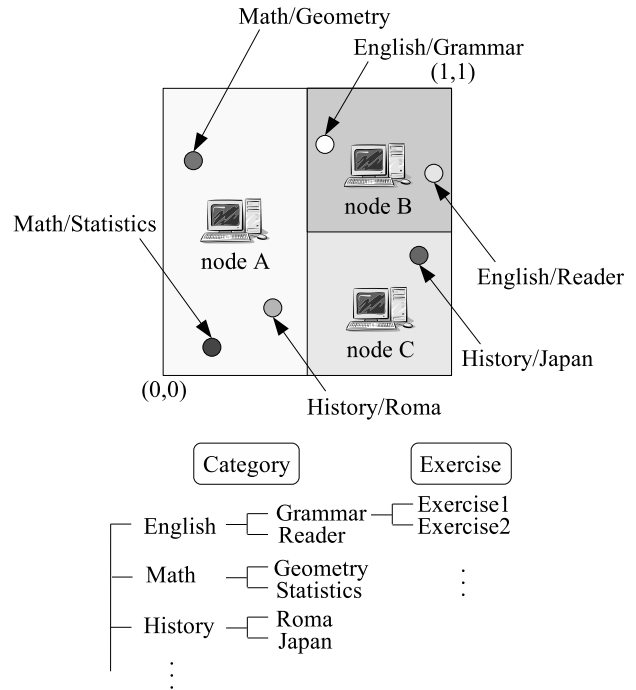 Math/Geometry
English/Grammar
(1,1)
node B
Math/Statistics
node A
English/Reader
node C
History/Japan
(0,0)
History/Roma
Category
Exercise
English
Grammar
Reader
Exercise1
Exercise2
Math
Geometry
Statistics
History
Roma
Japan